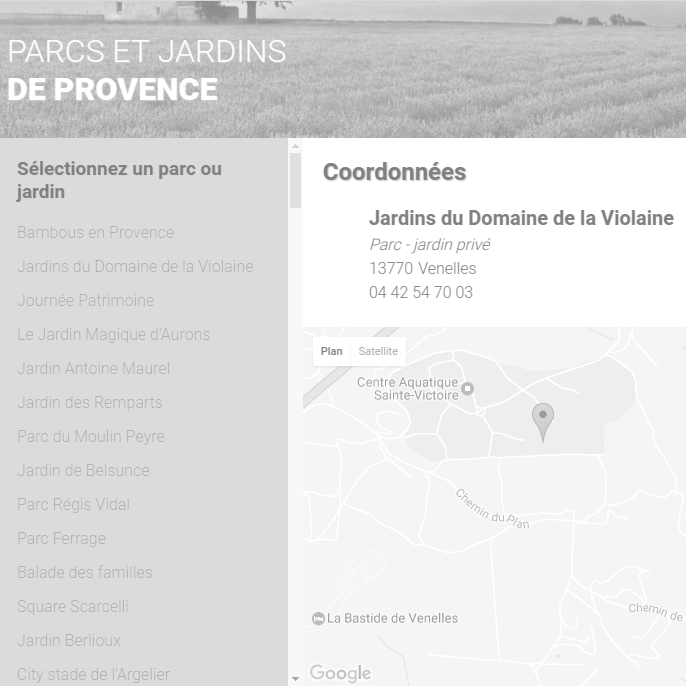 PARCS ET JARDINS
DE PROVENCE
Sélectionnez un parc ou
jardin
Bambous en Provence
Jardins du Domaine de la Violaine
Journée Patrimoine
Le Jardin Magique d'Aurons
Jardin Antoine Maurel
Jardin des Remparts
Parc du Moulin Peyre
Jardin de Belsunce
Parc Régis Vidal
Parc Ferrage
Balade des familles
Square Scarcelli
Jardin Berlioux
City stade de l'Argelier
Coordonnées
Jardins du Domaine de la Violaine
Parc - jardin privé
13770 Venelles
04 42 54 70 03
Plan Satellite
Centre Aquatique
Sainte-Victoire
Chemin du Plan
La Bastide de Venelles
Chemin de
Google